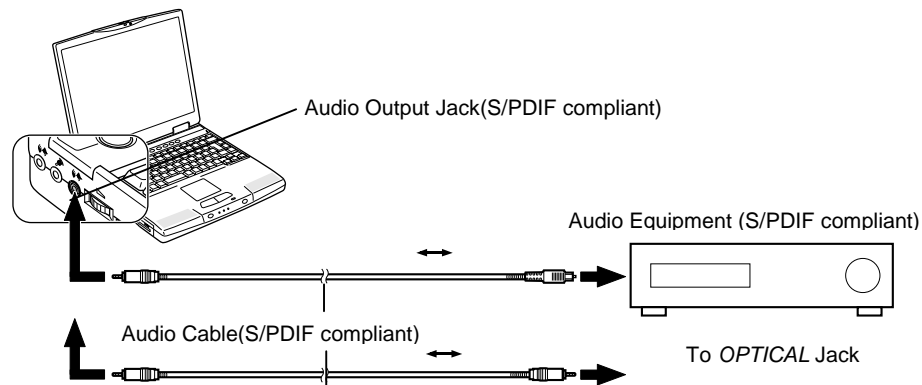 Audio Output Jack(S/PDIF compliant)
Audio Equipment (S/PDIF compliant)
Audio Cable(S/PDIF compliant)
To OPTICAL Jack